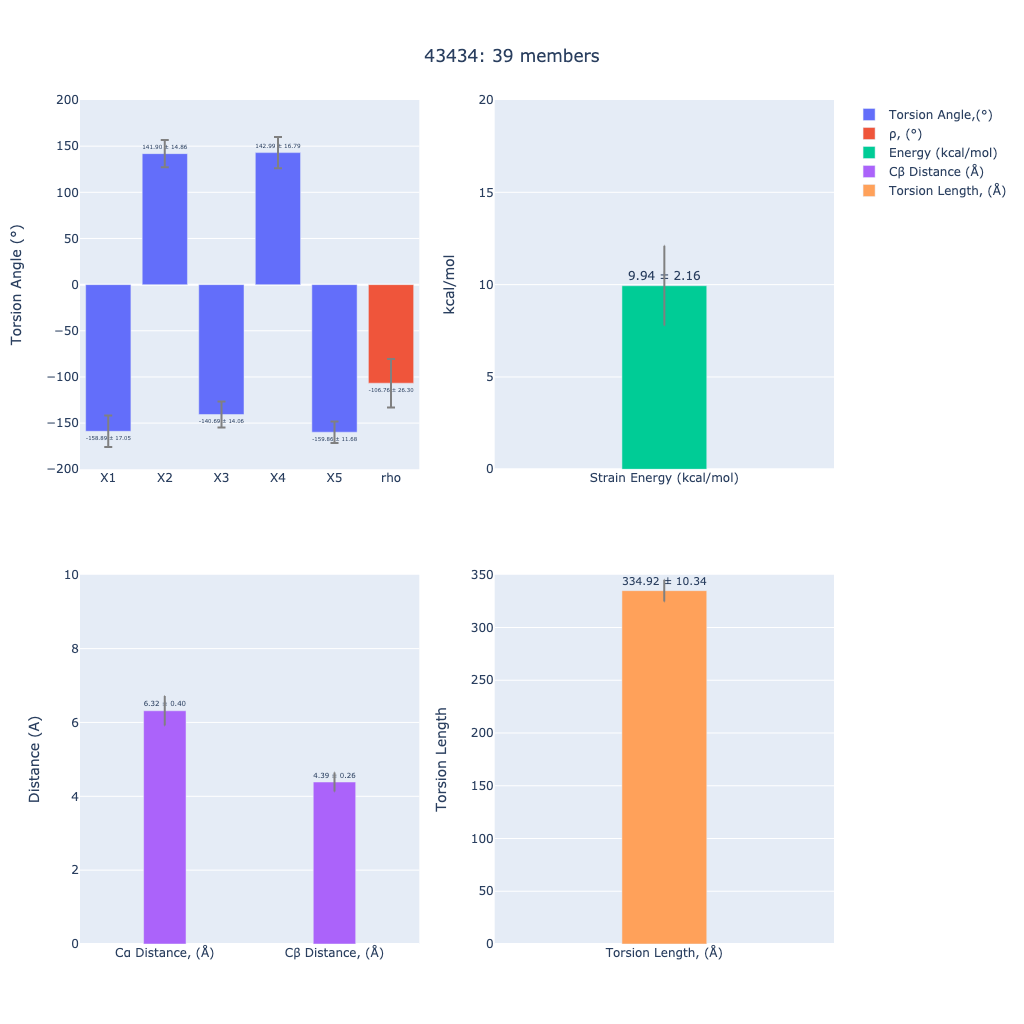 43434: 39 members
200
150
100
50
0
−50
−100
−150
−200
Torsion Angle (°)
141.90 ± 14.86
142.99 ± 16.79
-158.89 ± 17.05
-140.69 ± 14.06
-159.86 ± 11.68
-106.76 ± 26.30
X1 X2 X3 X4 X5 rho
20
15
10
5
0
kcal/mol
9.94 ± 2.16
Strain Energy (kcal/mol)
Torsion Angle,(°)
ρ, (°)
Energy (kcal/mol)
Cβ Distance (Å)
Torsion Length, (Å)
10
8
6
4
2
0
Distance (A)
6.32 ± 0.40
4.39 ± 0.26
Cα Distance, (Å) Cβ Distance, (Å)
350
300
250
200
150
100
50
0
Torsion Length
334.92 ± 10.34
Torsion Length, (Å)